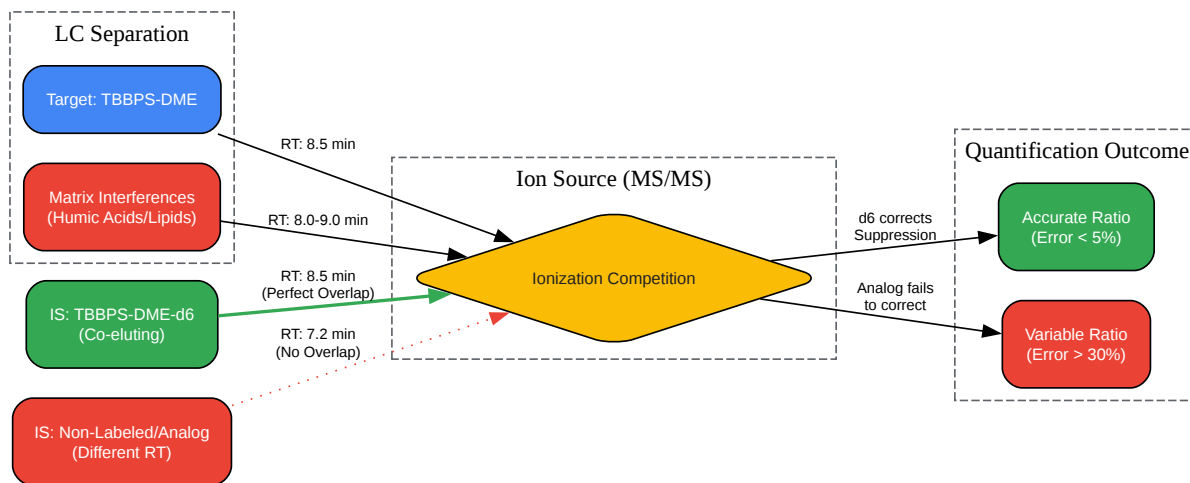 LC Separation
Target: TBBPS-DME
Matrix Interferences
(Humic Acids/Lipids)
IS: TBBPS-DME-d6
(Co-eluting)
IS: Non-Labeled/Analog
(Different RT)
RT: 8.5 min
RT: 8.0-9.0 min
RT: 8.5 min
(Perfect Overlap)
RT: 7.2 min
(No Overlap)
Ion Source (MS/MS)
Ionization Competition
d6 corrects
Suppression
Analog fails
to correct
Quantification Outcome
Accurate Ratio
(Error < 5%)
Variable Ratio
(Error > 30%)